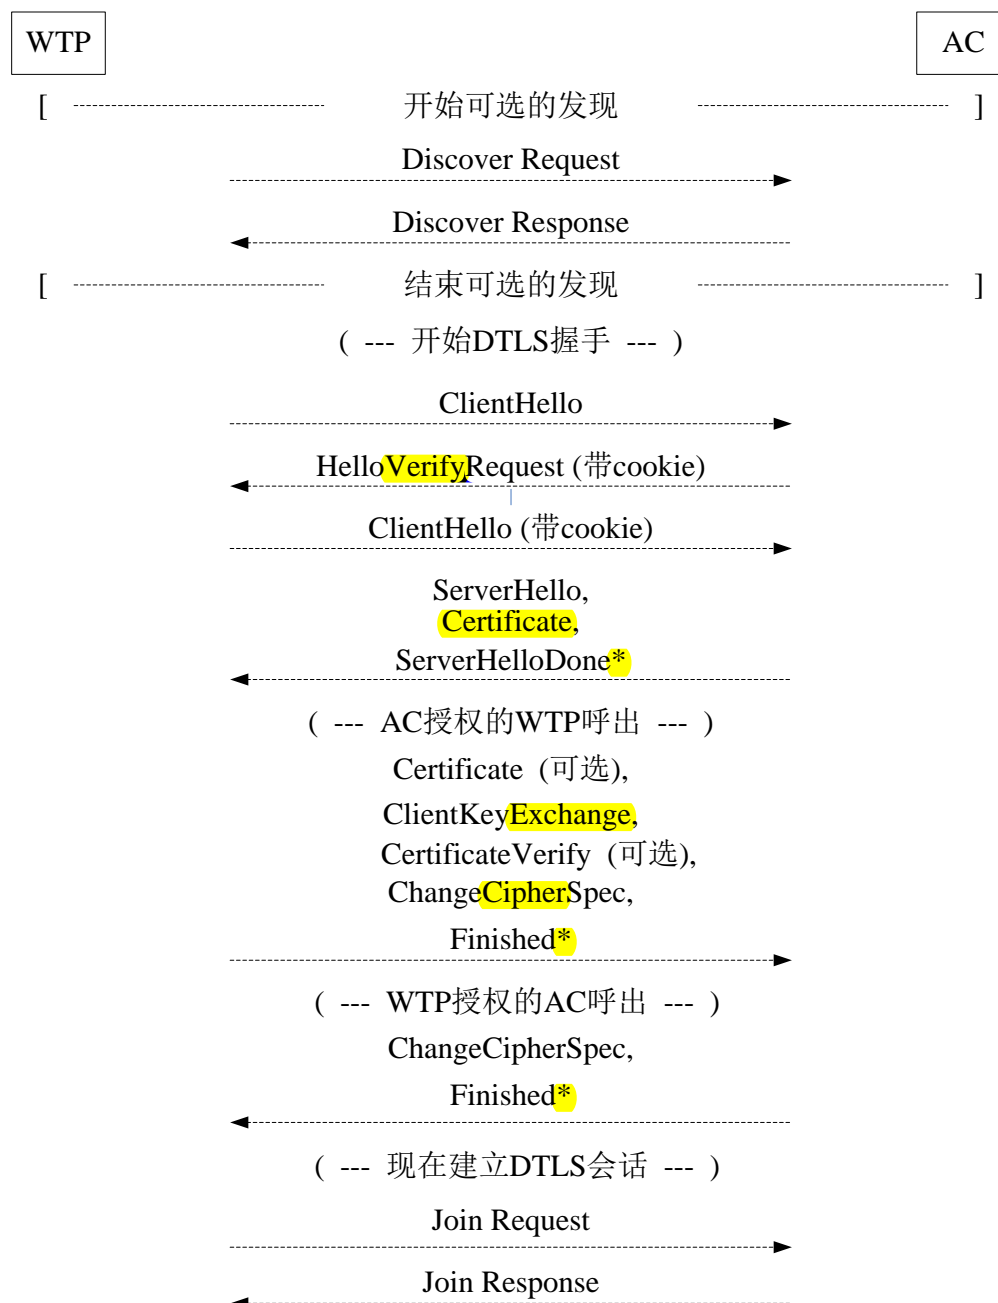 WTP AC
[ 开始可选的发现 ]
Discover Request
Discover Response
[ 结束可选的发现 ]
( --- 开始DTLS握手 --- )
ClientHello
HelloVerifyRequest (带cookie)
ClientHello (带cookie)
ServerHello,
Certificate,
ServerHelloDone*
( --- AC授权的WTP呼出 --- )
Certificate (可选),
ClientKeyExchange,
CertificateVerify (可选),
ChangeCipherSpec,
Finished*
( --- WTP授权的AC呼出 --- )
ChangeCipherSpec,
Finished*
( --- 现在建立DTLS会话 --- )
Join Request
Join Response